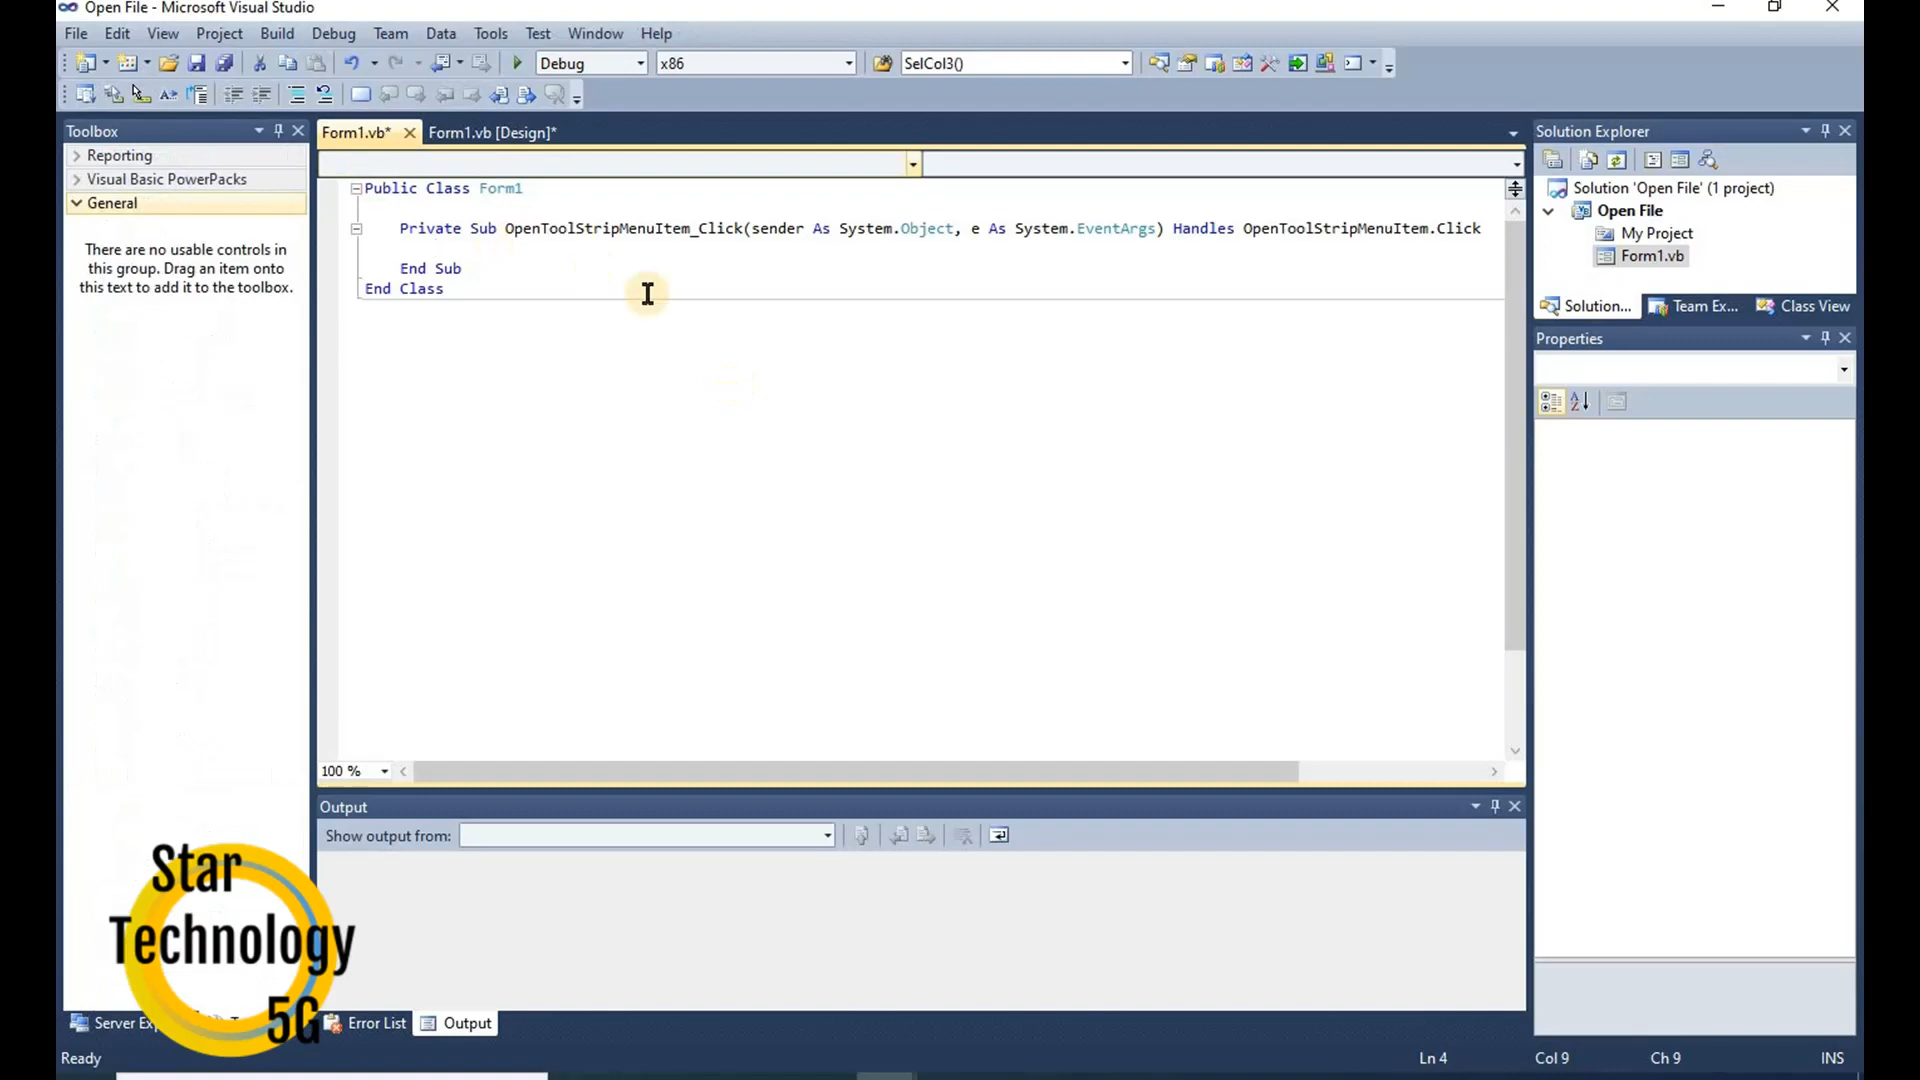 Open File - Microsoft Visual Studio
File Edit View Project Build Debug Team Data Tools Test Window Help
Debug x86 SelCol3()
Toolbox
Reporting
Visual Basic PowerPacks
General
There are no usable controls in
this group. Drag an item onto
this text to add it to the toolbox.
Form1.vb* Form1.vb [Design]*
Public Class Form1
Private Sub OpenToolStripMenuItem_Click(sender As System.Object, e As System.EventArgs) Handles OpenToolStripMenuItem.Click
End Sub
End Class
100 %
Solution Explorer
Solution 'Open File' (1 project)
Open File
My Project
Form1.vb
Solution... Team Ex... Class View
Properties
Output
Show output from:
Star
Technology
5G
Server Ex Error List Output
Ready Ln 4 Col 9 Ch 9 INS